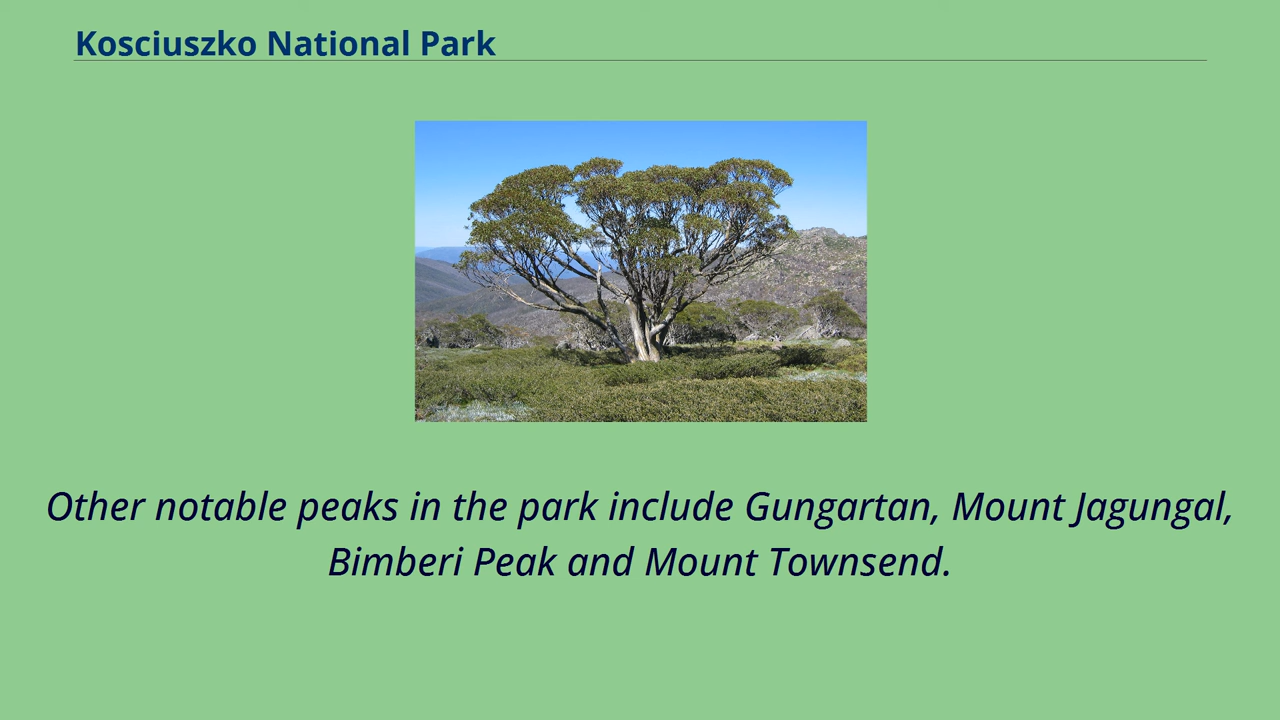 Kosciuszko National Park
Other notable peaks in the park include Gungartan, Mount Jagungal,
Bimberi Peak and Mount Townsend.